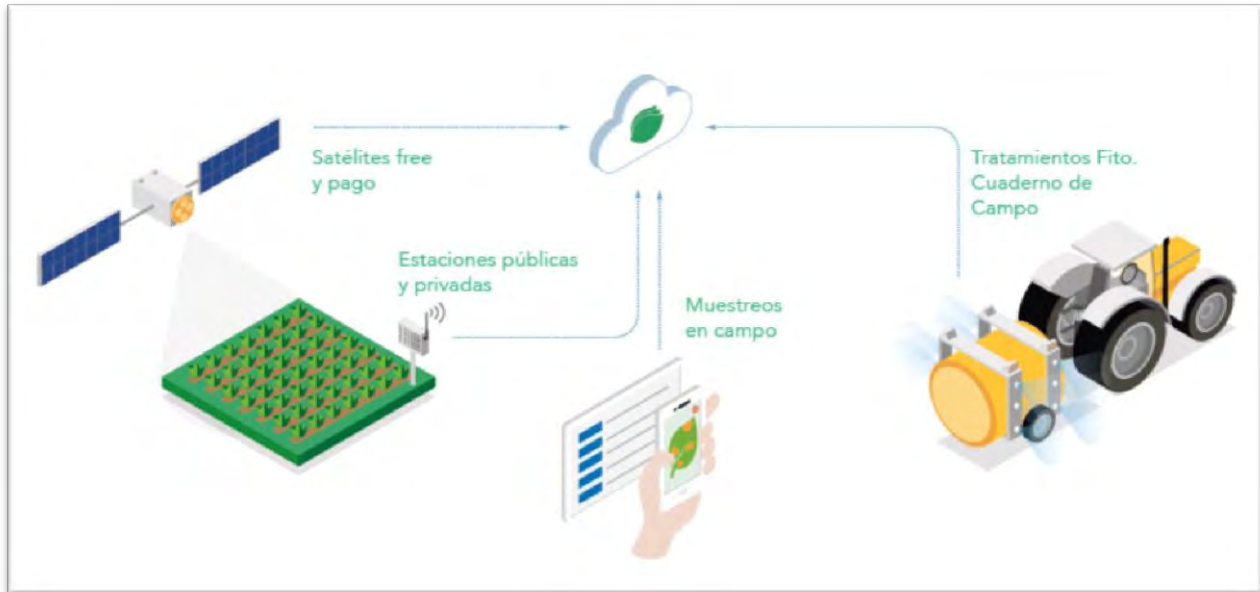 Satélites free
y pago
Estaciones públicas
y privadas
Muestreos
en campo
Tratamientos Fito.
Cuaderno de
Campo